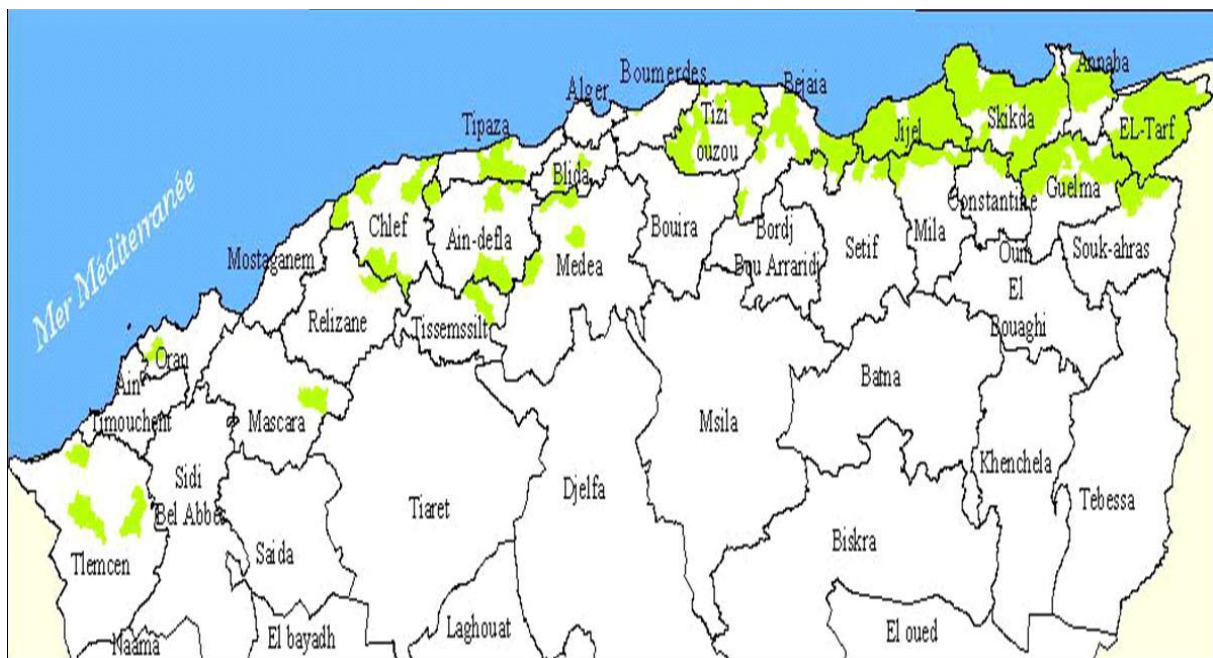 Mer Méditerranée
Annaba
Boumerdes
Bejaia
Alger
Tizi
ouzou
Jijel
Skikda
EL-Tarf
Tipaza
Blida
Guelma
Constantine
Chlef
Ain-defla
Medea
Bouira
Bordj
Bou Arraridj
Setif
Mila
Oum
El
Bouaghi
Souk-ahras
Mostaganem
Relizane
Tissemssilt
Oran
Ain
Timouchent
Mascara
Batna
Msila
Khenchela
Tebessa
Sidi
Bel Abbes
Tiaret
Djelfa
Biskra
Tlemcen
Saida
Naama
El bayadh
Laghouat
El oued